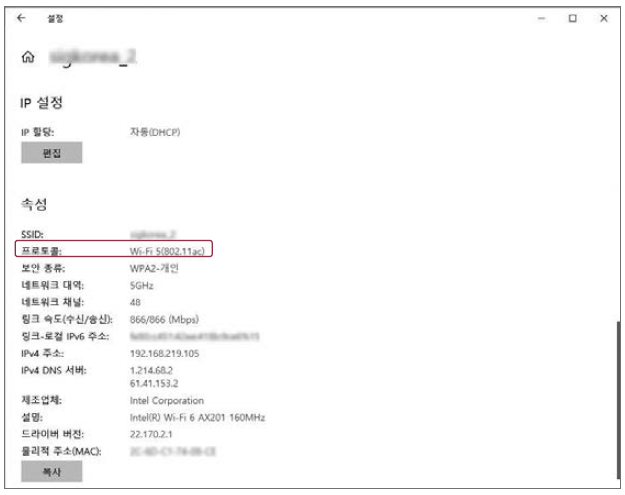 설정
IP 설정
IP 할당: 자동(DHCP)
편집
속성
SSID:
프로토콜: Wi-Fi 5(802.11ac)
보안 종류: WPA2-개인
네트워크 대역: 5GHz
네트워크 채널: 48
링크 속도(수신/송신): 866/866 (Mbps)
링크-로컬 IPv6 주소:
IPv4 주소: 192.168.219.105
IPv4 DNS 서버: 1.214.68.2
61.41.153.2
제조업체: Intel Corporation
설명: Intel(R) Wi-Fi 6 AX201 160MHz
드라이버 버전: 22.170.2.1
물리적 주소(MAC):
복사